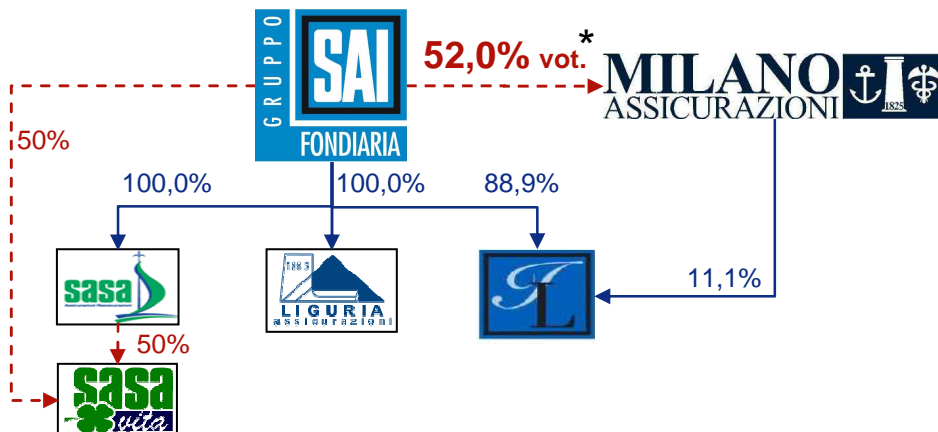 GRUPPO
SAI
FONDIARIA
52,0% vot.*
MILANO
ASSICURAZIONI
1825
50%
100,0%
100,0%
88,9%
sasa
1883
LIGURIA
assicurazioni
JL
11,1%
50%
sasa
vita